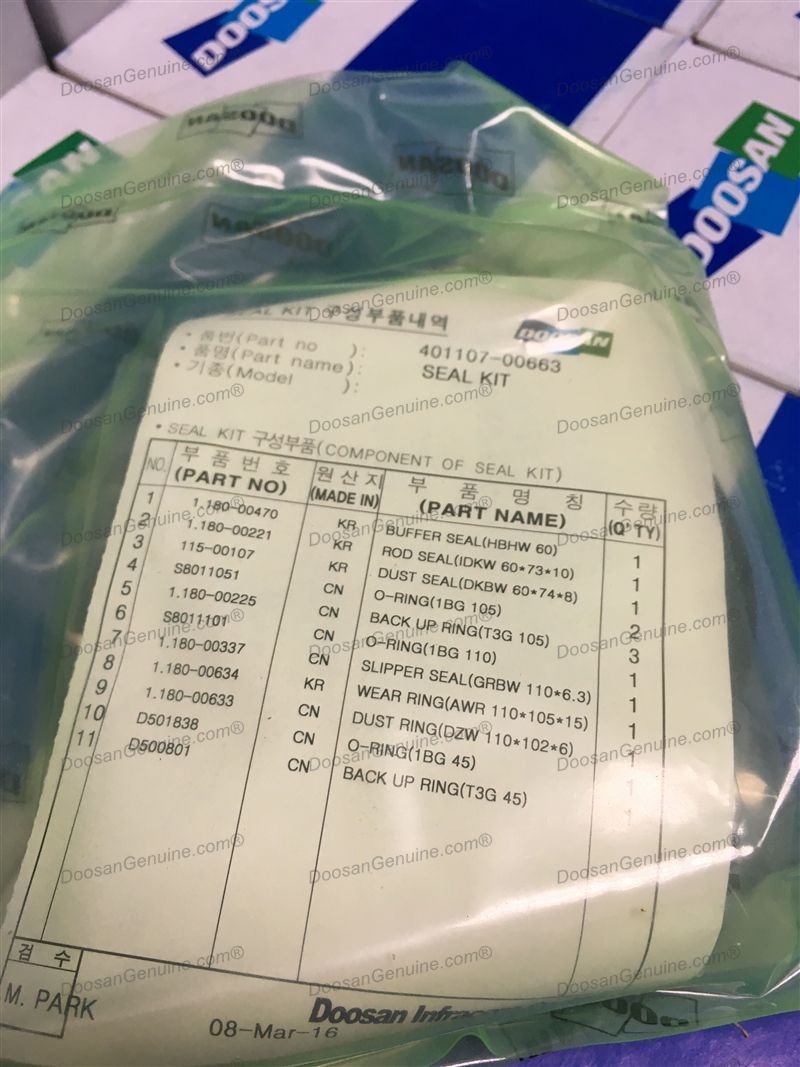 DOOSAN
DOOSAN
DOOSAN
DOOSAN
DOOSAN
SEAL KIT 구성부품내역
DOOSAN
• 품번(Part no ): 401107-00663
• 품명(Part name): SEAL KIT
• 기종(Model ):
• SEAL KIT 구성부품(COMPONENT OF SEAL KIT)
NO. 부 품 번 호 (PART NO) 원 산 지 (MADE IN) 부 품 명 칭 (PART NAME) 수 량 (Q'TY)
1 1.180-00470 KR BUFFER SEAL(HBHW 60) 1
2 1.180-00221 KR ROD SEAL(IDKW 60*73*10) 1
3 115-00107 KR DUST SEAL(DKBW 60*74*8) 1
4 S8011051 CN O-RING(1BG 105) 2
5 1.180-00225 CN BACK UP RING(T3G 105) 3
6 S8011101 CN O-RING(1BG 110) 1
7 1.180-00337 CN SLIPPER SEAL(GRBW 110*6.3) 1
8 1.180-00634 KR WEAR RING(AWR 110*105*15) 1
9 1.180-00633 CN DUST RING(DZW 110*102*6) 1
10 D501838 CN O-RING(1BG 45) 1
11 D500801 CN BACK UP RING(T3G 45) 1
검 수
M. PARK
08-Mar-16
Doosan Infrac
DoosanGenuine.com®